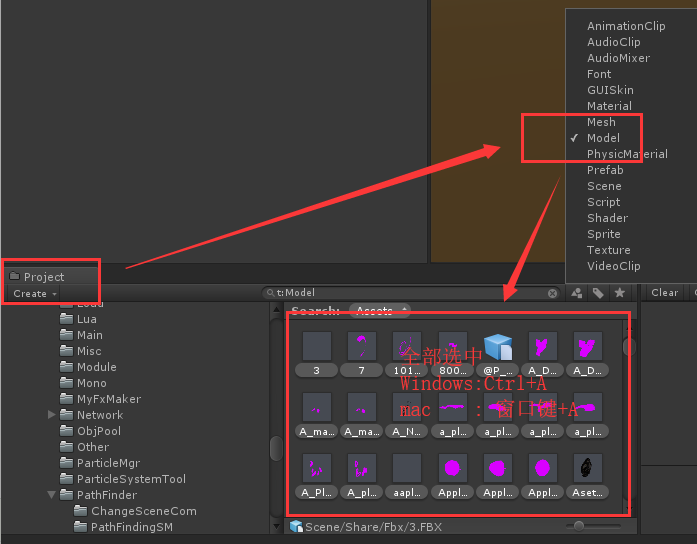 AnimationClip
AudioClip
AudioMixer
Font
GUISkin
Material
Mesh
Model
PhysicMaterial
Prefab
Scene
Script
Shader
Sprite
Texture
VideoClip
Project
Create
t:Model
Clear
Lua
Main
Misc
Module
Mono
MyFxMaker
Network
ObjPool
Other
ParticleMgr
ParticleSystemTool
PathFinder
ChangeSceneCom
PathFindingSM
Search: Assets
3 7 101... 800... @P_... A_D... A_D...
全部选中
Windows:Ctrl+A
mac : 窗口键+A
A_ma... A_ma... A_N... a_pl... a_pl... a_pl... a_pl...
A_Pl... A_pl... aapl... Appl... Appl... Appl... Aset...
Scene/Share/Fbx/3.FBX